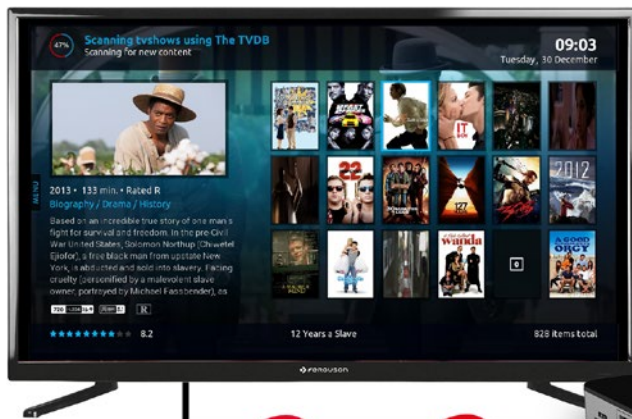 47%
Scanning tvshows using The TVDB
Scanning for new content
09:03
Tuesday, 30 December
MENU
2013 • 133 min. • Rated R
Biography / Drama / History
Based on an incredible true story of one man's
fight for survival and freedom. In the pre-Civil
War United States, Solomon Northup (Chiwetel
Ejiofor), a free black man from upstate New
York, is abducted and sold into slavery. Facing
cruelty (personified by a malevolent slave
owner, portrayed by Michael Fassbender), as
720
R
8.2
12 Years a Slave
828 items total
IT
22
127
2012
wanda
A GOOD
ORGY
ferguson